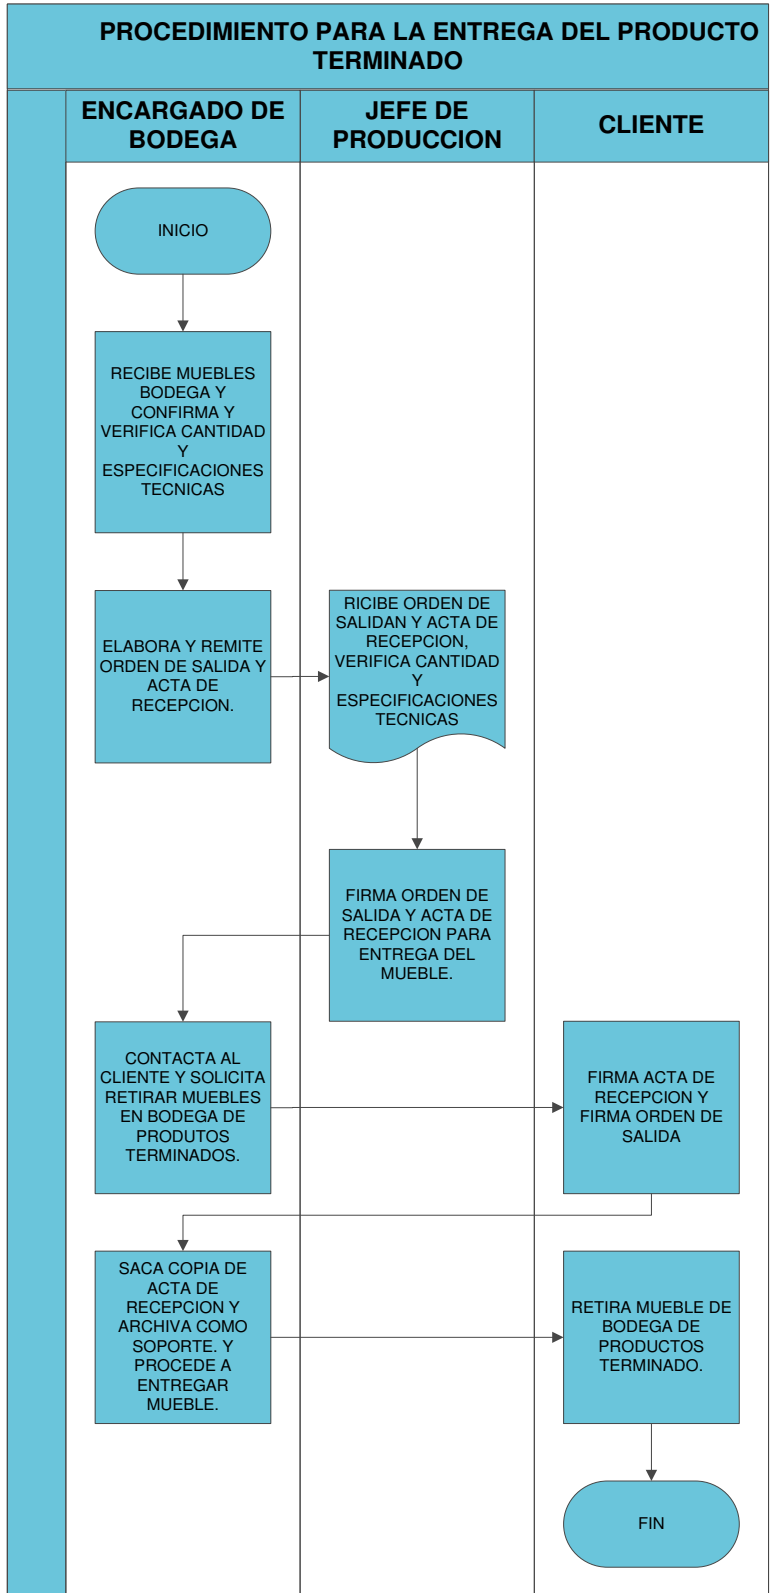 PROCEDIMIENTO PARA LA ENTREGA DEL PRODUCTO
TERMINADO
ENCARGADO DE
BODEGA
JEFE DE
PRODUCCION
CLIENTE
INICIO
RECIBE MUEBLES
BODEGA Y
CONFIRMA Y
VERIFICA CANTIDAD
Y
ESPECIFICACIONES
TECNICAS
ELABORA Y REMITE
ORDEN DE SALIDA Y
ACTA DE
RECEPCION.
RICIBE ORDEN DE
SALIDAN Y ACTA DE
RECEPCION,
VERIFICA CANTIDAD
Y
ESPECIFICACIONES
TECNICAS
FIRMA ORDEN DE
SALIDA Y ACTA DE
RECEPCION PARA
ENTREGA DEL
MUEBLE.
CONTACTA AL
CLIENTE Y SOLICITA
RETIRAR MUEBLES
EN BODEGA DE
PRODUTOS
TERMINADOS.
FIRMA ACTA DE
RECEPCION Y
FIRMA ORDEN DE
SALIDA
SACA COPIA DE
ACTA DE
RECEPCION Y
ARCHIVA COMO
SOPORTE. Y
PROCEDE A
ENTREGAR
MUEBLE.
RETIRA MUEBLE DE
BODEGA DE
PRODUCTOS
TERMINADO.
FIN